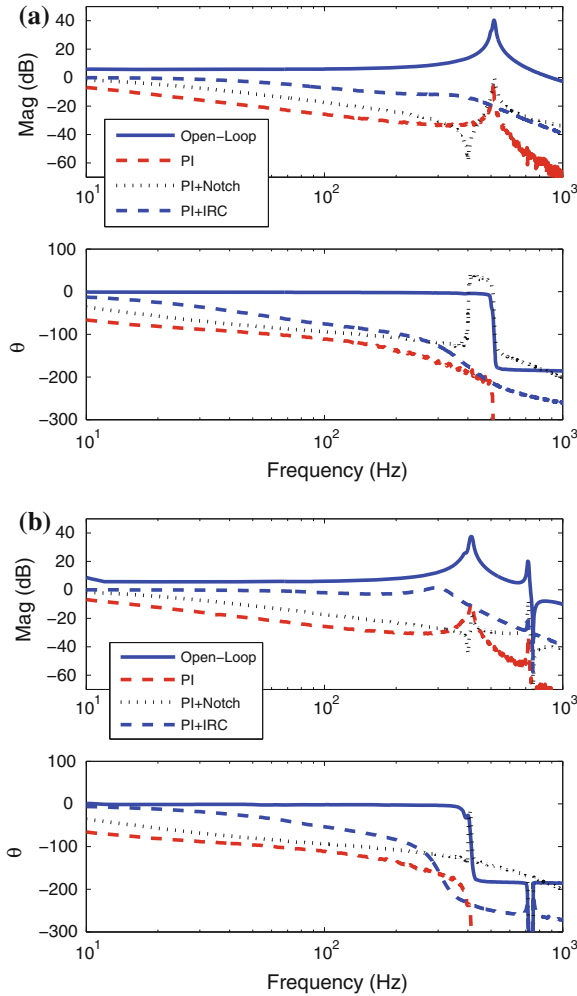 (a)
Mag (dB)
40
20
0
−20
−40
−60
Open−Loop
PI
PI+Notch
PI+IRC
10^1
10^2
10^3
θ
100
0
−100
−200
−300
10^1
10^2
10^3
Frequency (Hz)
(b)
Mag (dB)
40
20
0
−20
−40
−60
Open−Loop
PI
PI+Notch
PI+IRC
10^1
10^2
10^3
θ
100
0
−100
−200
−300
10^1
10^2
10^3
Frequency (Hz)